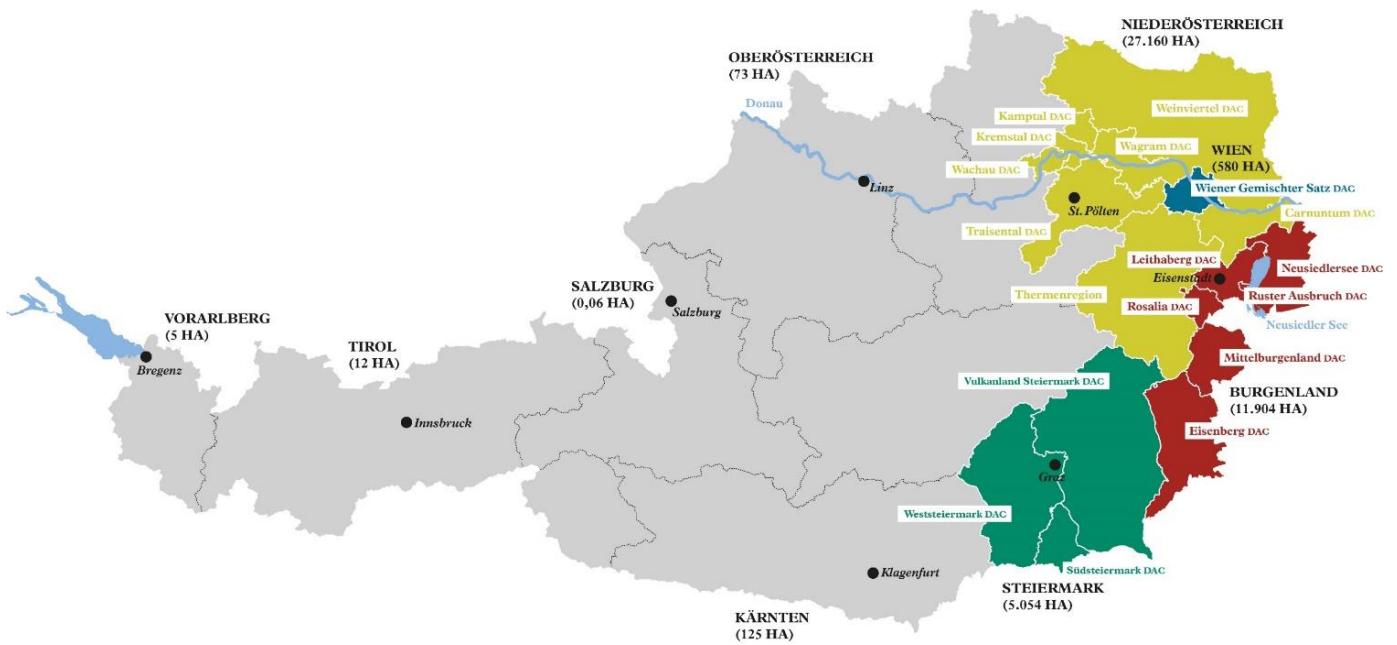 NIEDERÖSTERREICH
(27.160 HA)
OBERÖSTERREICH
(73 HA)
Donau
Weinviertel DAC
Kamptal DAC
Kremstal DAC
Wagram DAC
WIEN
(580 HA)
Wachau DAC
Linz
Wiener Gemischter Satz DAC
St. Pölten
Carnuntum DAC
Traisental DAC
Leithaberg DAC
Neusiedlersee DAC
Eisenstadt
SALZBURG
(0,06 HA)
Salzburg
Thermenregion
Ruster Ausbruch DAC
Rosalia DAC
Neusiedler See
VORARLBERG
(5 HA)
Bregenz
TIROL
(12 HA)
Mittelburgenland DAC
Vulkanland Steiermark DAC
BURGENLAND
(11.904 HA)
Innsbruck
Eisenberg DAC
Graz
Weststeiermark DAC
Klagenfurt
Südsteiermark DAC
STEIERMARK
(5.054 HA)
KÄRNTEN
(125 HA)